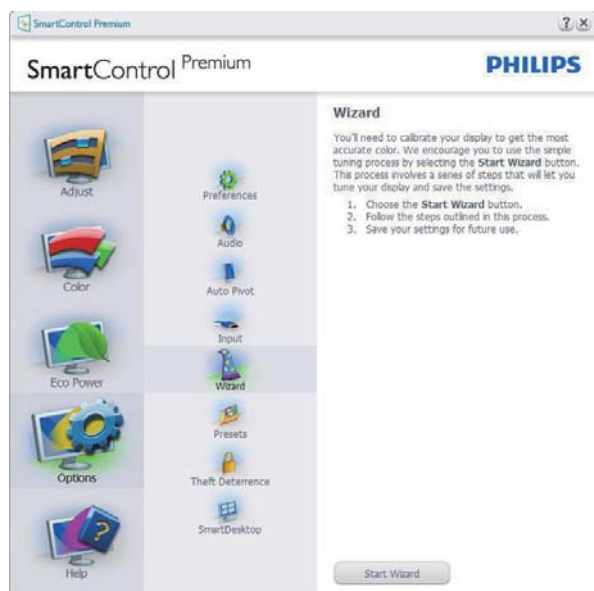 SmartControl Premium
SmartControl Premium
PHILIPS
Adjust
Color
Eco Power
Options
Help
Preferences
Audio
Auto Pivot
Input
Wizard
Presets
Theft Deterrence
SmartDesktop
Wizard
You'll need to calibrate your display to get the most
accurate color. We encourage you to use the simple
tuning process by selecting the Start Wizard button.
This process involves a series of steps that will let you
tune your display and save the settings.
1. Choose the Start Wizard button.
2. Follow the steps outlined in this process.
3. Save your settings for future use.
Start Wizard